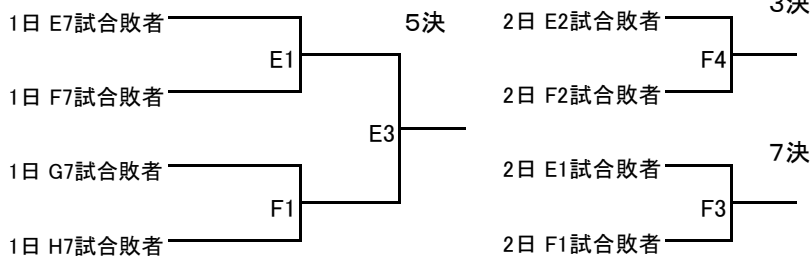 1日 E7試合敗者
E1
1日 F7試合敗者
5決
E3
1日 G7試合敗者
F1
1日 H7試合敗者
3決
2日 E2試合敗者
F4
2日 F2試合敗者
7決
2日 E1試合敗者
F3
2日 F1試合敗者